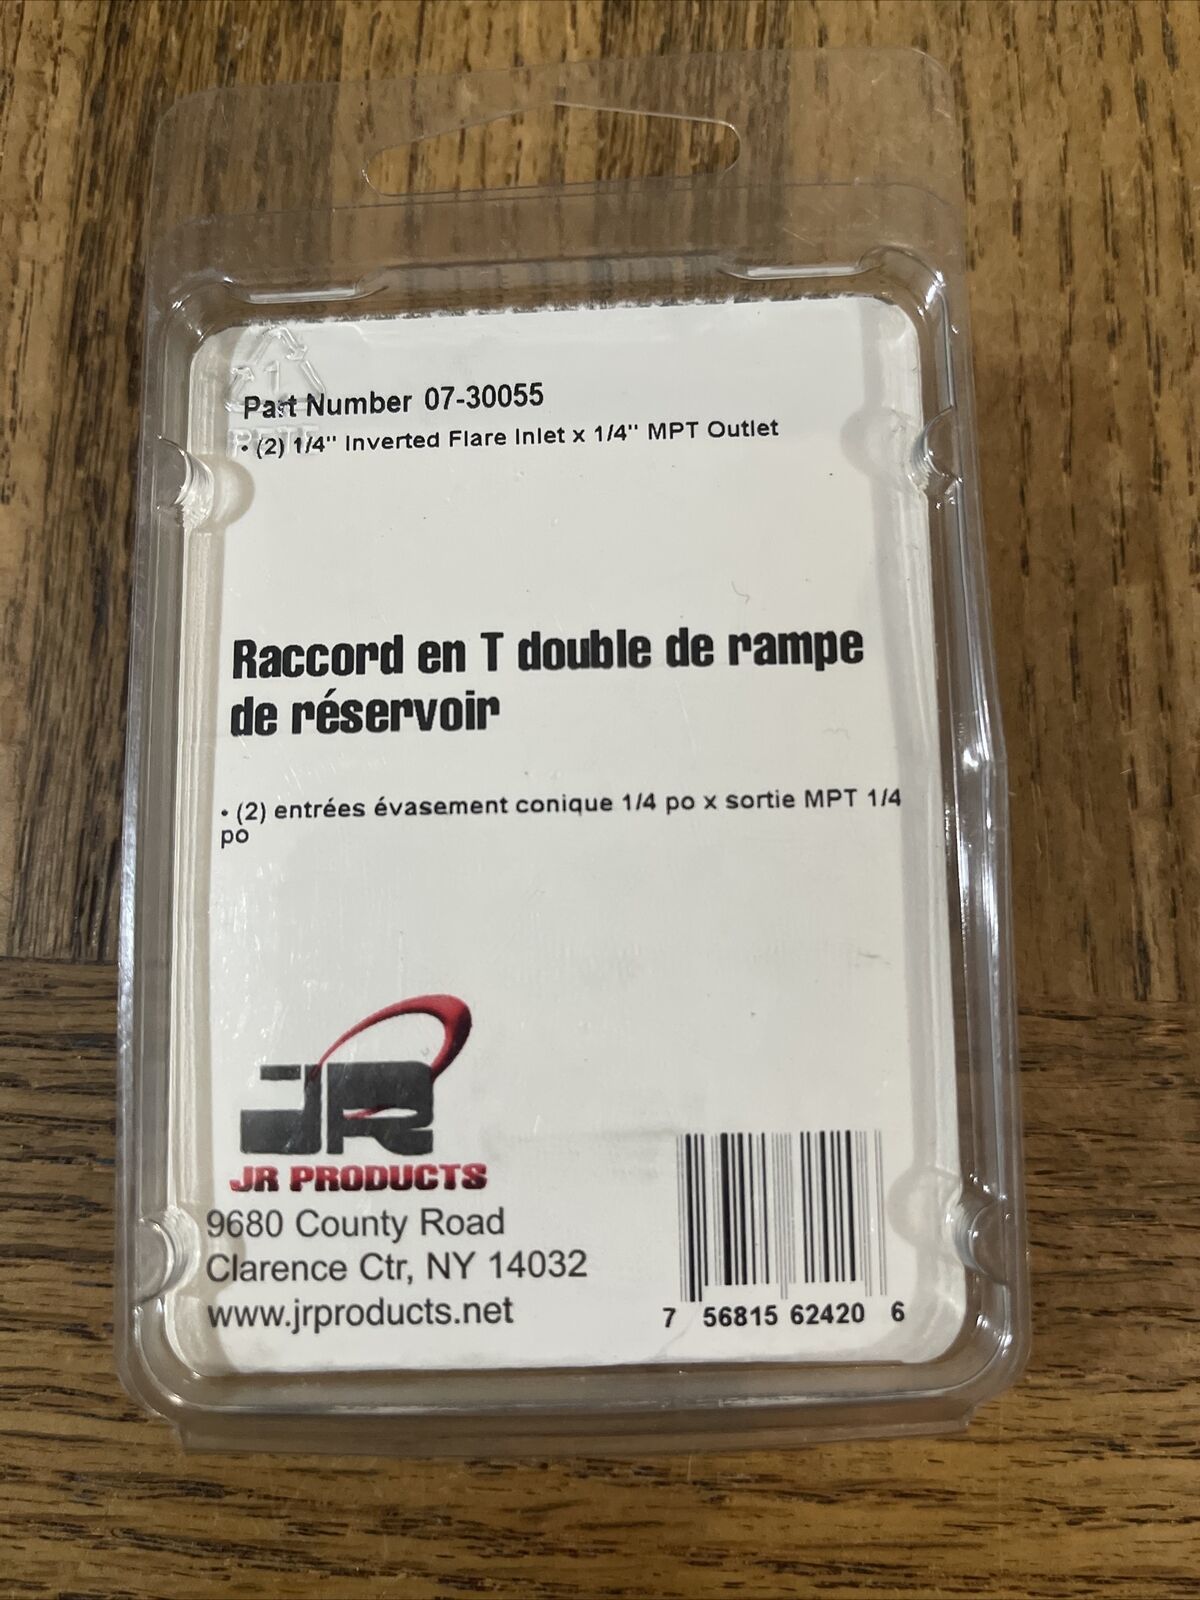 1
PETE
Part Number 07-30055
• (2) 1/4" Inverted Flare Inlet x 1/4" MPT Outlet
Raccord en T double de rampe
de réservoir
• (2) entrées évasement conique 1/4 po x sortie MPT 1/4
po
JR
JR PRODUCTS
9680 County Road
Clarence Ctr, NY 14032
www.jrproducts.net
7 56815 62420 6